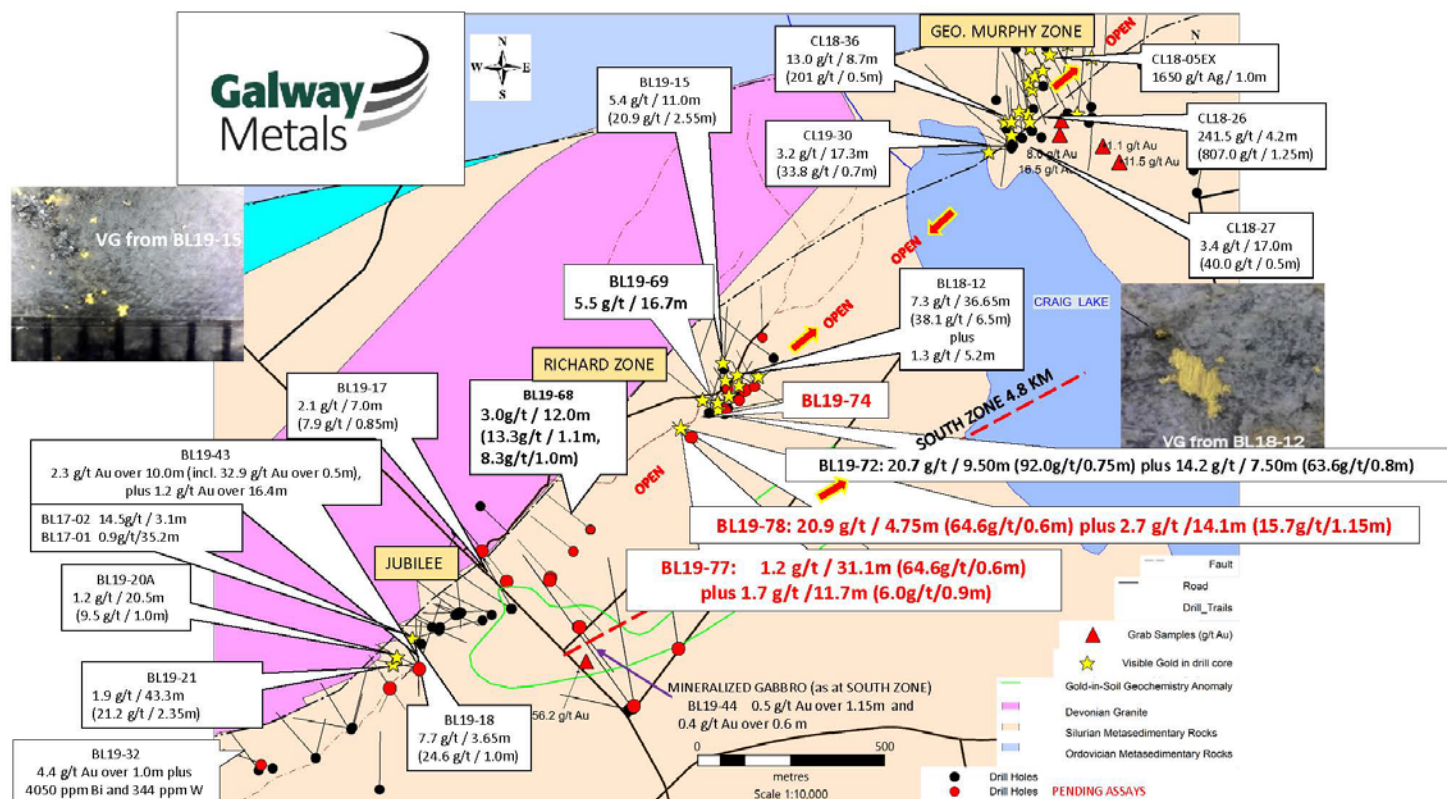 Galway
Metals
N
W E
S
GEO. MURPHY ZONE
OPEN
N
CL18-36
13.0 g/t / 8.7m
(201 g/t / 0.5m)
CL18-05EX
1650 g/t Ag / 1.0m
BL19-15
5.4 g/t / 11.0m
(20.9 g/t / 2.55m)
CL19-30
3.2 g/t / 17.3m
(33.8 g/t / 0.7m)
CL18-26
241.5 g/t / 4.2m
(807.0 g/t / 1.25m)
8.0 g/t Au
16.5 g/t Au
11.5 g/t Au
CL18-27
3.4 g/t / 17.0m
(40.0 g/t / 0.5m)
VG from BL19-15
OPEN
BL19-69
5.5 g/t / 16.7m
BL18-12
7.3 g/t / 36.65m
(38.1 g/t / 6.5m)
plus
1.3 g/t / 5.2m
CRAIG LAKE
OPEN
RICHARD ZONE
BL19-74
SOUTH ZONE 4.8 KM
VG from BL18-12
BL19-17
2.1 g/t / 7.0m
(7.9 g/t / 0.85m)
BL19-68
3.0g/t / 12.0m
(13.3g/t / 1.1m,
8.3g/t/1.0m)
OPEN
BL19-43
2.3 g/t Au over 10.0m (incl. 32.9 g/t Au over 0.5m),
plus 1.2 g/t Au over 16.4m
BL19-72: 20.7 g/t / 9.50m (92.0g/t/0.75m) plus 14.2 g/t / 7.50m (63.6g/t/0.8m)
BL17-02 14.5g/t / 3.1m
BL17-01 0.9g/t/35.2m
BL19-78: 20.9 g/t / 4.75m (64.6g/t/0.6m) plus 2.7 g/t /14.1m (15.7g/t/1.15m)
JUBILEE
BL19-77: 1.2 g/t / 31.1m (64.6g/t/0.6m)
plus 1.7 g/t /11.7m (6.0g/t/0.9m)
BL19-20A
1.2 g/t / 20.5m
(9.5 g/t / 1.0m)
BL19-21
1.9 g/t / 43.3m
(21.2 g/t / 2.35m)
BL19-18
7.7 g/t / 3.65m
(24.6 g/t / 1.0m)
56.2 g/t Au
MINERALIZED GABBRO (as at SOUTH ZONE)
BL19-44 0.5 g/t Au over 1.15m and
0.4 g/t Au over 0.6 m
BL19-32
4.4 g/t Au over 1.0m plus
4050 ppm Bi and 344 ppm W
0 500
metres
Scale 1:10,000
Fault
Road
Drill_Trails
Grab Samples (g/t Au)
Visible Gold in drill core
Gold-in-Soil Geochemistry Anomaly
Devonian Granite
Silurian Metasedimentary Rocks
Ordovician Metasedimentary Rocks
Drill Holes
Drill Holes PENDING ASSAYS